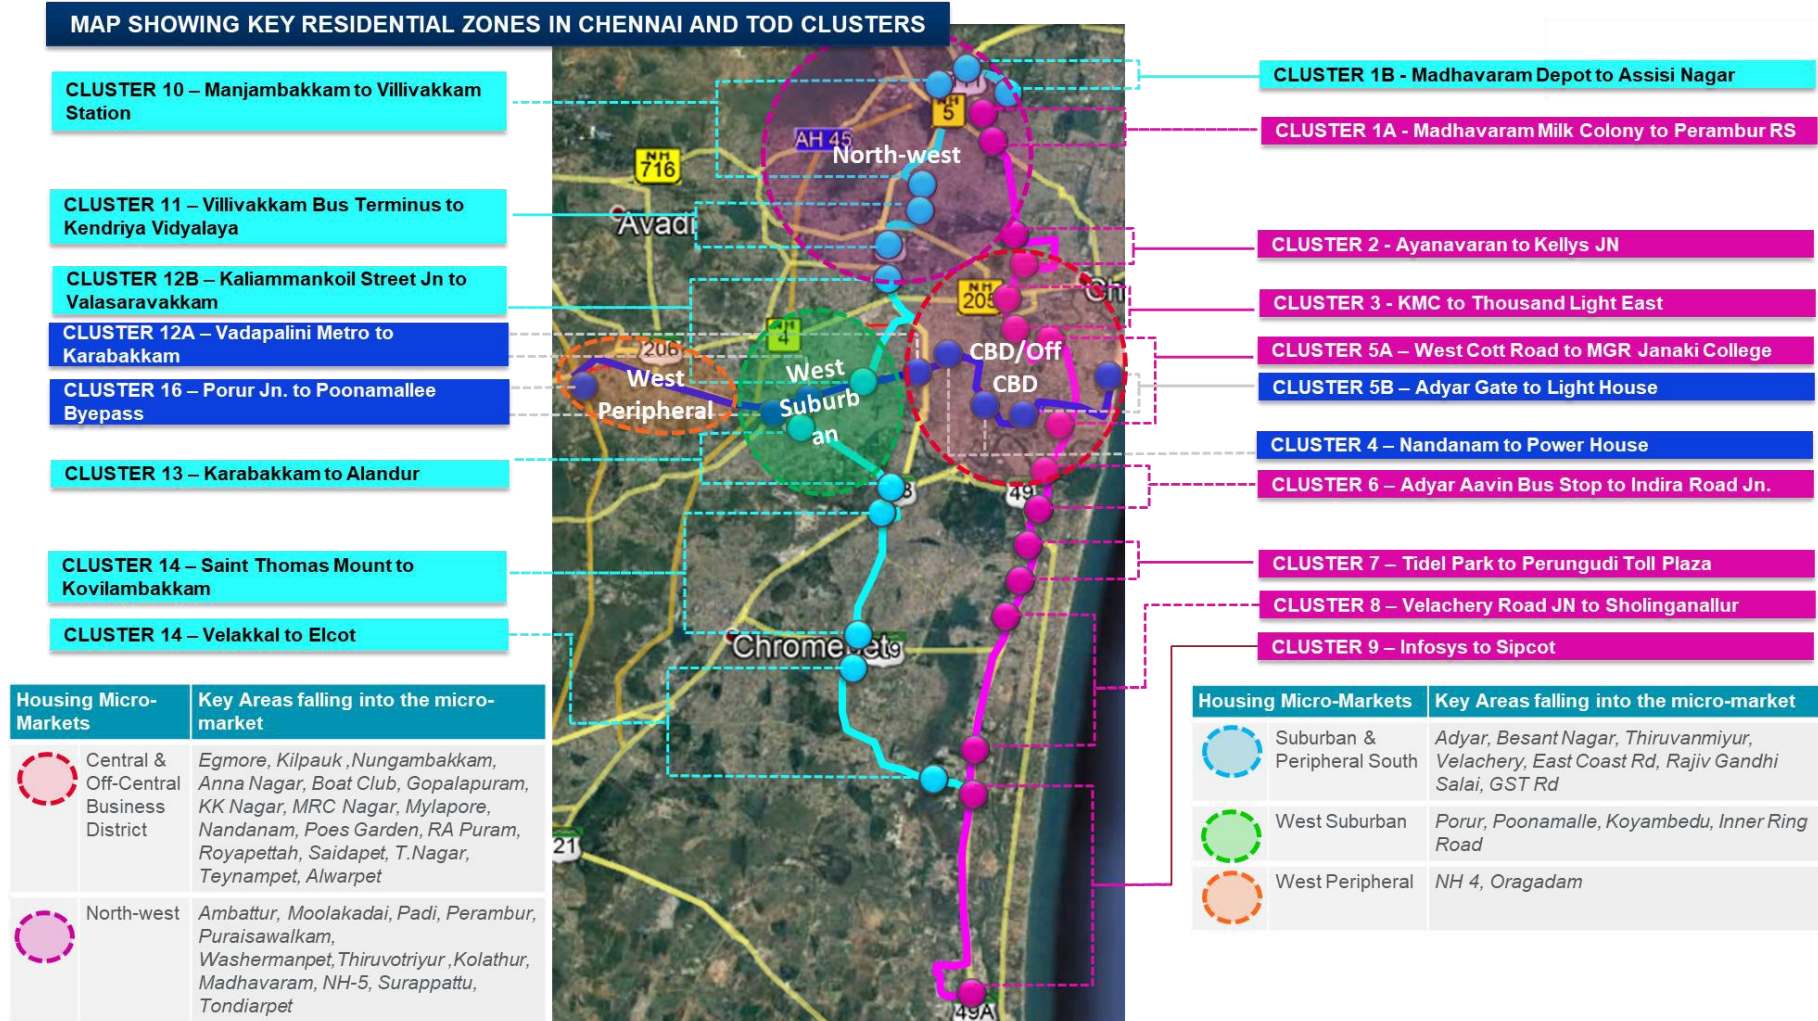 MAP SHOWING KEY RESIDENTIAL ZONES IN CHENNAI AND TOD CLUSTERS
CLUSTER 10 – Manjambakkam to Villivakkam
Station
CLUSTER 11 – Villivakkam Bus Terminus to
Kendriya Vidyalaya
CLUSTER 12B – Kaliammankoil Street Jn to
Valasaravakkam
CLUSTER 12A – Vadapalini Metro to
Karabakkam
CLUSTER 16 – Porur Jn. to Poonamallee
Byepass
CLUSTER 13 – Karabakkam to Alandur
CLUSTER 14 – Saint Thomas Mount to
Kovilambakkam
CLUSTER 14 – Velakkal to Elcot
NH
5
AH 45
North-west
NH
716
Avadi
NH
205
206
4
West
Peripheral
West
Suburb
an
CBD/Off
CBD
49
Chromepet
21
49A
CLUSTER 1B - Madhavaram Depot to Assisi Nagar
CLUSTER 1A - Madhavaram Milk Colony to Perambur RS
CLUSTER 2 - Ayanavaran to Kellys JN
CLUSTER 3 - KMC to Thousand Light East
CLUSTER 5A – West Cott Road to MGR Janaki College
CLUSTER 5B – Adyar Gate to Light House
CLUSTER 4 – Nandanam to Power House
CLUSTER 6 – Adyar Aavin Bus Stop to Indira Road Jn.
CLUSTER 7 – Tidel Park to Perungudi Toll Plaza
CLUSTER 8 – Velachery Road JN to Sholinganallur
CLUSTER 9 – Infosys to Sipcot
Housing Micro-
Markets
Key Areas falling into the micro-
market
Central &
Off-Central
Business
District
Egmore, Kilpauk ,Nungambakkam,
Anna Nagar, Boat Club, Gopalapuram,
KK Nagar, MRC Nagar, Mylapore,
Nandanam, Poes Garden, RA Puram,
Royapettah, Saidapet, T.Nagar,
Teynampet, Alwarpet
North-west
Ambattur, Moolakadai, Padi, Perambur,
Puraisawalkam,
Washermanpet,Thiruvotriyur ,Kolathur,
Madhavaram, NH-5, Surappattu,
Tondiarpet
Housing Micro-Markets
Key Areas falling into the micro-market
Suburban &
Peripheral South
Adyar, Besant Nagar, Thiruvanmiyur,
Velachery, East Coast Rd, Rajiv Gandhi
Salai, GST Rd
West Suburban
Porur, Poonamalle, Koyambedu, Inner Ring
Road
West Peripheral
NH 4, Oragadam